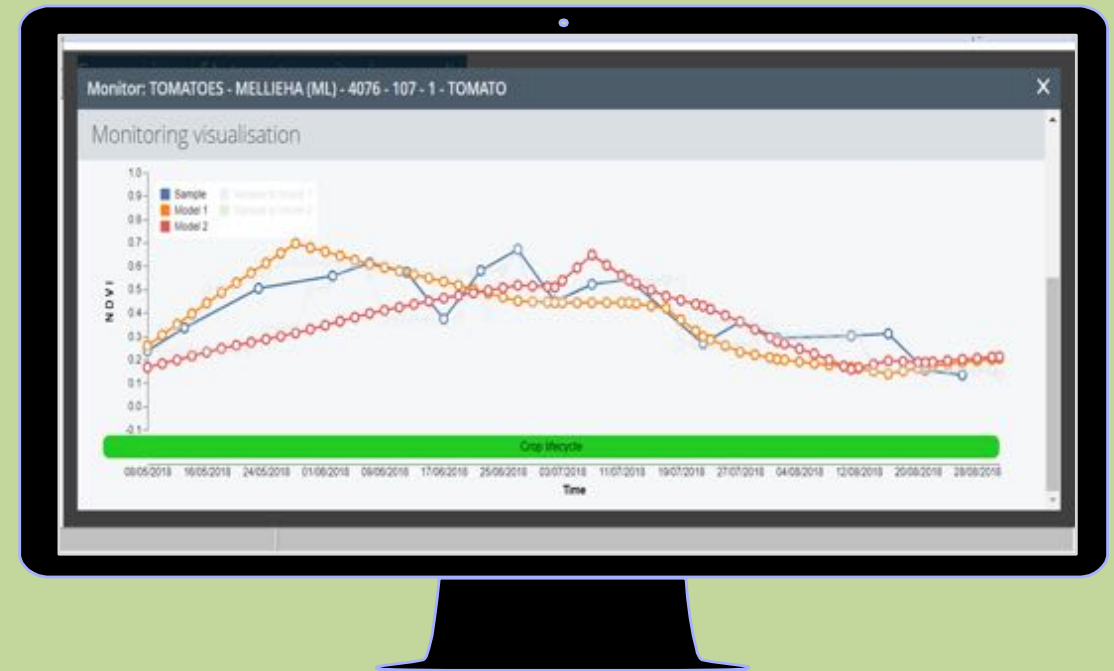 Monitor: TOMATOES - MELLIEHA (ML) - 4076 - 107 - 1 - TOMATO
X
Monitoring visualisation
1.0
0.9
0.8
0.7
0.6
0.5
0.4
0.3
0.2
0.1
0.0
-0.1
NDVI
Sample
Model 1
Model 2
Crop lifecycle
08/05/2018 16/05/2018 24/05/2018 01/06/2018 09/06/2018 17/06/2018 25/06/2018 03/07/2018 11/07/2018 19/07/2018 27/07/2018 04/08/2018 12/08/2018 20/08/2018 28/08/2018
Time